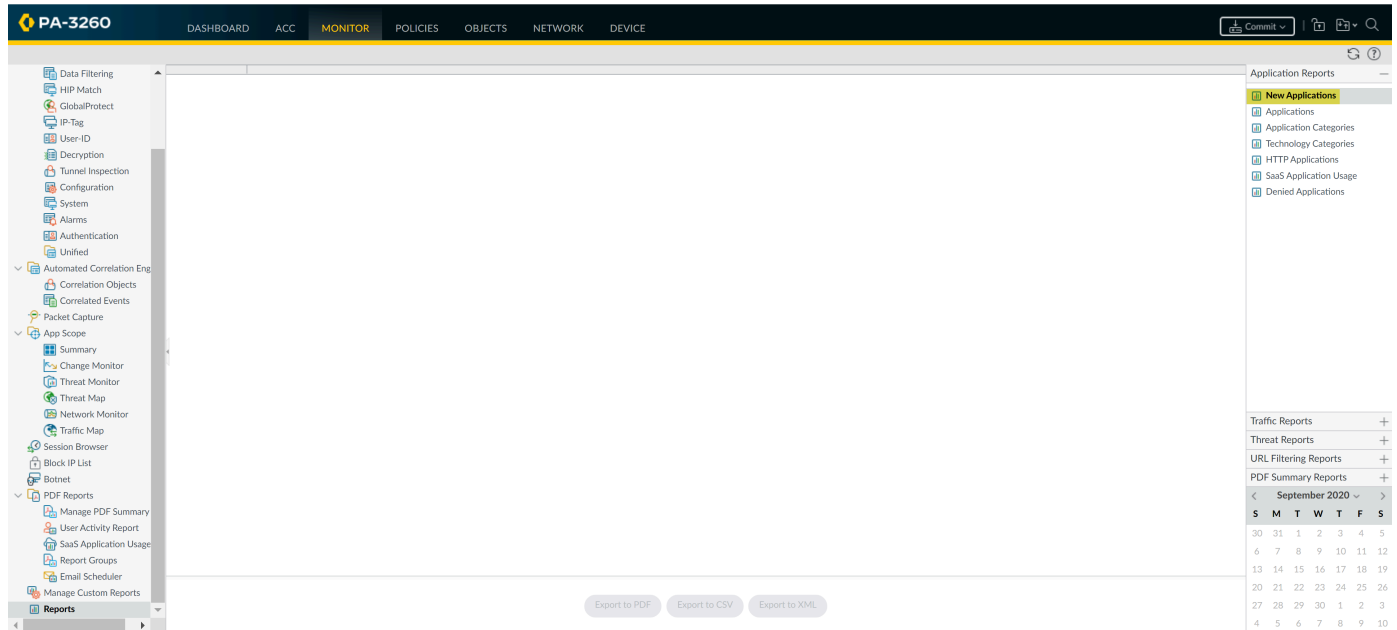 PA-3260
DASHBOARD ACC MONITOR POLICIES OBJECTS NETWORK DEVICE
Commit
Data Filtering
HIP Match
GlobalProtect
IP-Tag
User-ID
Decryption
Tunnel Inspection
Configuration
System
Alarms
Authentication
Unified
Automated Correlation Eng
Correlation Objects
Correlated Events
Packet Capture
App Scope
Summary
Change Monitor
Threat Monitor
Threat Map
Network Monitor
Traffic Map
Session Browser
Block IP List
Botnet
PDF Reports
Manage PDF Summary
User Activity Report
SaaS Application Usage
Report Groups
Email Scheduler
Manage Custom Reports
Reports
Export to PDF Export to CSV Export to XML
Application Reports
New Applications
Applications
Application Categories
Technology Categories
HTTP Applications
SaaS Application Usage
Denied Applications
Traffic Reports
Threat Reports
URL Filtering Reports
PDF Summary Reports
September 2020
S M T W T F S
30 31 1 2 3 4 5
6 7 8 9 10 11 12
13 14 15 16 17 18 19
20 21 22 23 24 25 26
27 28 29 30 1 2 3
4 5 6 7 8 9 10